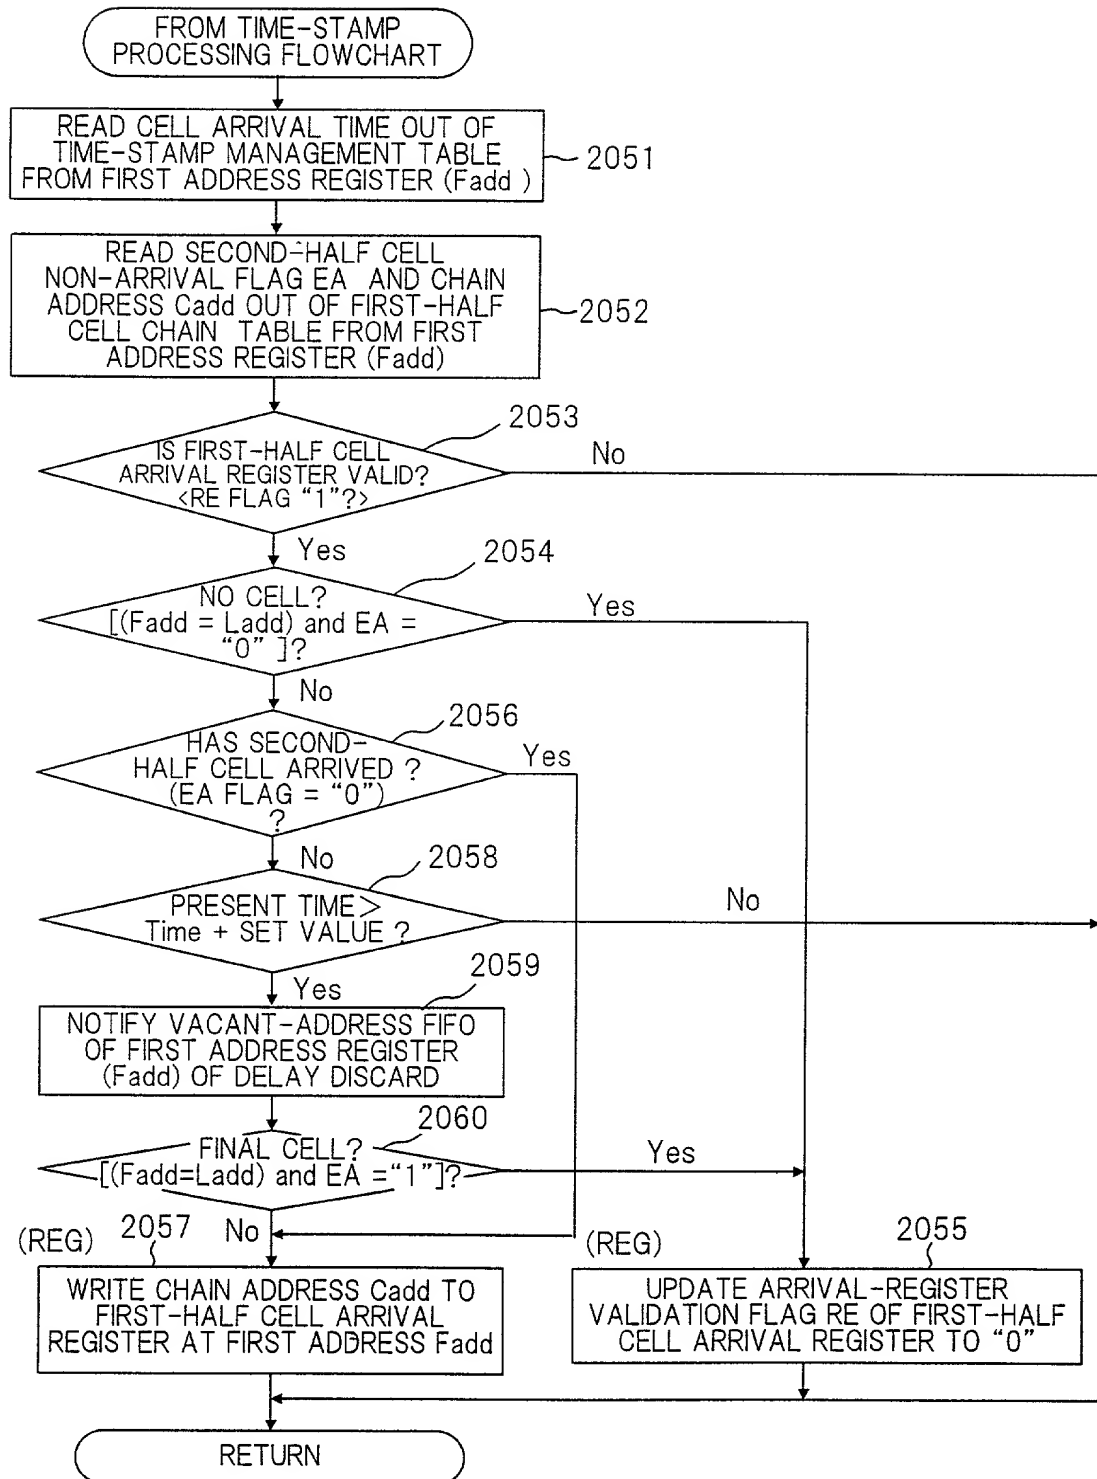 FROM TIME-STAMP
PROCESSING FLOWCHART
READ CELL ARRIVAL TIME OUT OF
TIME-STAMP MANAGEMENT TABLE
FROM FIRST ADDRESS REGISTER (Fadd )
2051
READ SECOND-HALF CELL
NON-ARRIVAL FLAG EA AND CHAIN
ADDRESS Cadd OUT OF FIRST-HALF
CELL CHAIN TABLE FROM FIRST
ADDRESS REGISTER (Fadd)
2052
2053
IS FIRST-HALF CELL
ARRIVAL REGISTER VALID?
<RE FLAG “1”?>
No
Yes
2054
NO CELL?
[(Fadd = Ladd) and EA =
“0” ]?
Yes
No
2056
HAS SECOND-
HALF CELL ARRIVED ?
(EA FLAG = “0”)
?
Yes
No
2058
PRESENT TIME>
Time + SET VALUE ?
No
Yes
2059
NOTIFY VACANT-ADDRESS FIFO
OF FIRST ADDRESS REGISTER
(Fadd) OF DELAY DISCARD
2060
FINAL CELL?
[(Fadd=Ladd) and EA =“1”]?
Yes
No
(REG)
2057
WRITE CHAIN ADDRESS Cadd TO
FIRST-HALF CELL ARRIVAL
REGISTER AT FIRST ADDRESS Fadd
(REG)
2055
UPDATE ARRIVAL-REGISTER
VALIDATION FLAG RE OF FIRST-HALF
CELL ARRIVAL REGISTER TO “0”
RETURN